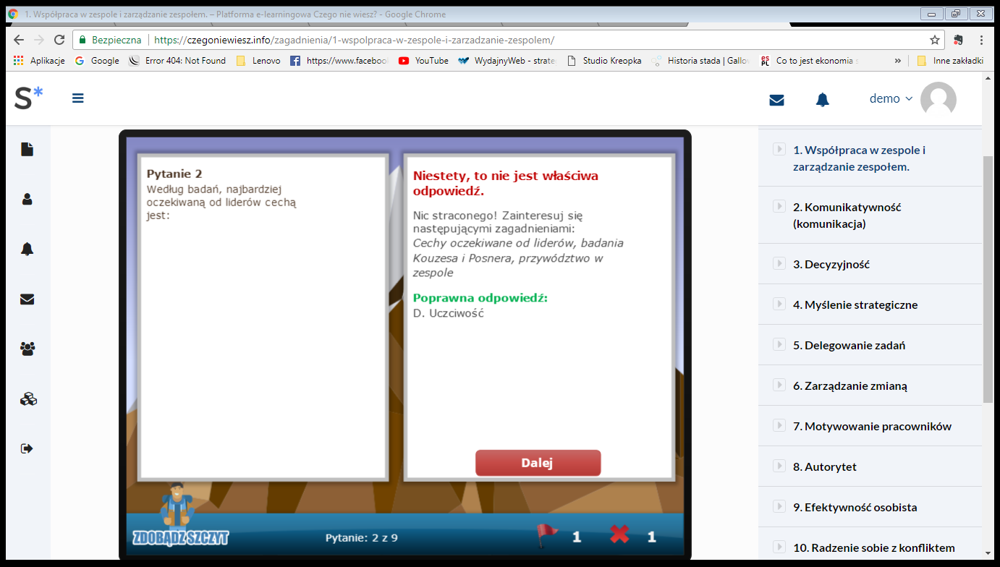 1. Współpraca w zespole i zarządzanie zespołem. – Platforma e-learningowa Czego nie wiesz? - Google Chrome
Bezpieczna https://czegoniewiesz.info/zagadnienia/1-wspolpraca-w-zespole-i-zarzadzanie-zespolem/
Aplikacje Google Error 404: Not Found Lenovo https://www.faceboo YouTube WydajnyWeb - strate Studio Kreopka Historia stada | Gallo Co to jest ekonomia s » Inne zakładki
S* demo
Pytanie 2
Według badań, najbardziej
oczekiwaną od liderów cechą
jest:
Niestety, to nie jest właściwa
odpowiedź.
Nic straconego! Zainteresuj się
następującymi zagadnieniami:
Cechy oczekiwane od liderów, badania
Kouzesa i Posnera, przywództwo w
zespole
Poprawna odpowiedź:
D. Uczciwość
Dalej
ZDOBĄDŹ SZCZYT
Pytanie: 2 z 9
1 1
1. Współpraca w zespole i
zarządzanie zespołem.
2. Komunikatywność
(komunikacja)
3. Decyzyjność
4. Myślenie strategiczne
5. Delegowanie zadań
6. Zarządzanie zmianą
7. Motywowanie pracowników
8. Autorytet
9. Efektywność osobista
10. Radzenie sobie z konfliktem